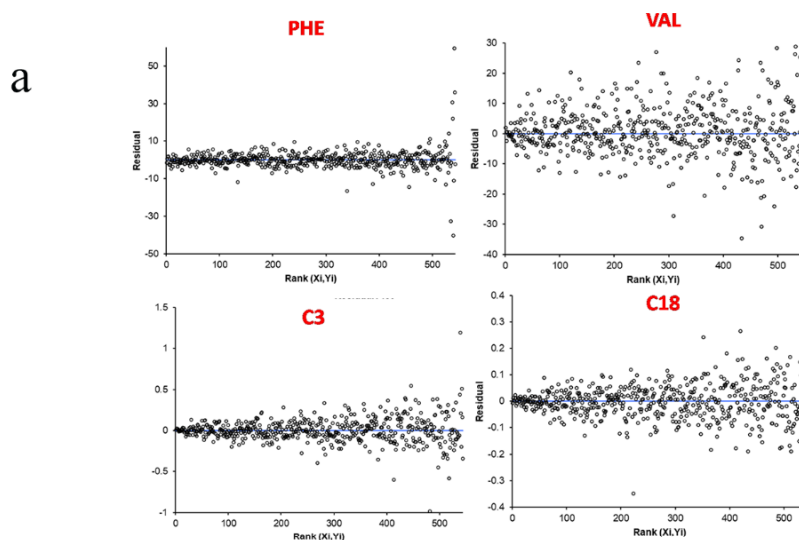 a
PHE
50
30
10
-10
-30
-50
Residual
0 100 200 300 400 500
Rank (Xi,Yi)
VAL
30
20
10
0
-10
-20
-30
-40
Residual
0 100 200 300 400 500
Rank (Xi,Yi)
C3
1.5
1
0.5
0
-0.5
-1
Residual
0 100 200 300 400 500
Rank (Xi,Yi)
C18
0.4
0.3
0.2
0.1
0
-0.1
-0.2
-0.3
-0.4
Residual
0 100 200 300 400 500
Rank (Xi,Yi)